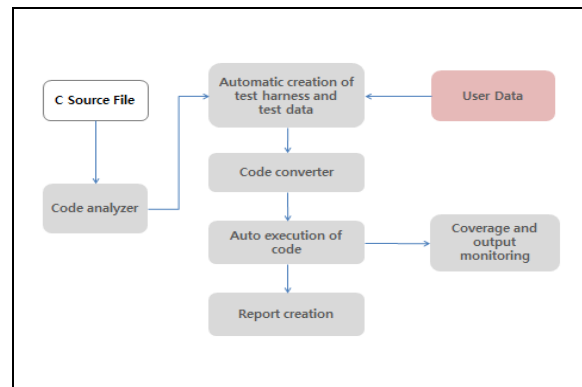 C Source File
Code analyzer
Automatic creation of
test harness and
test data
User Data
Code converter
Auto execution of
code
Coverage and
output
monitoring
Report creation